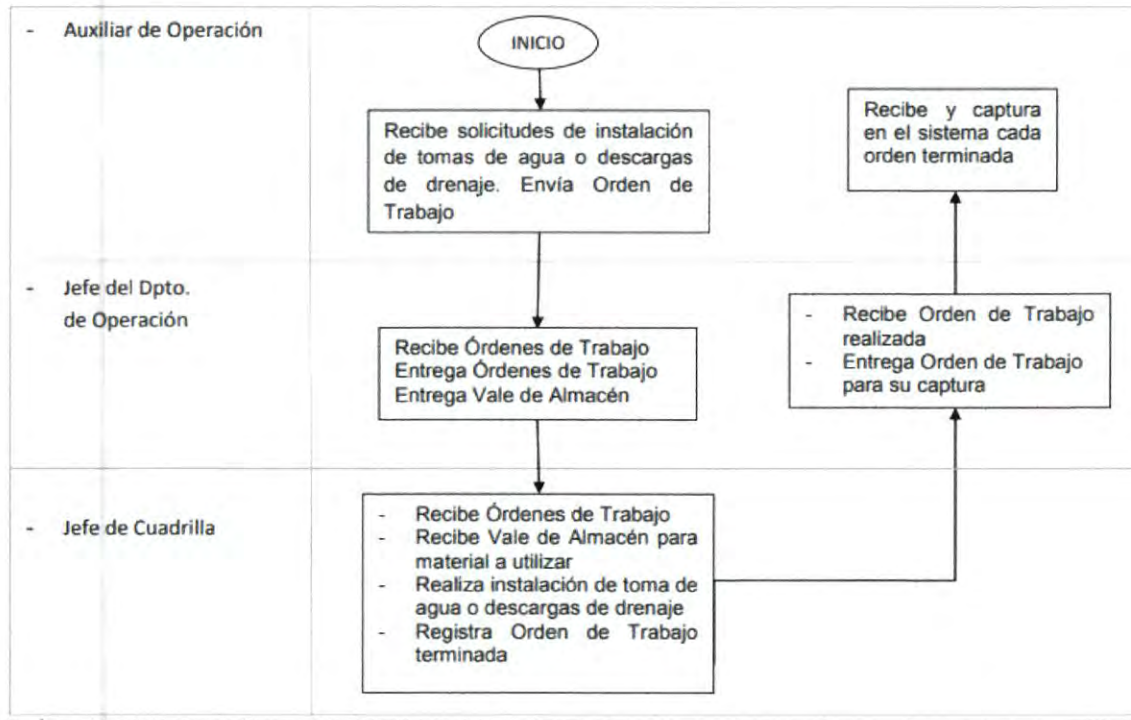 - Auxiliar de Operación
INICIO
Recibe solicitudes de instalación
de tomas de agua o descargas
de drenaje. Envía Orden de
Trabajo
Recibe y captura
en el sistema cada
orden terminada
- Jefe del Dpto.
de Operación
Recibe Órdenes de Trabajo
Entrega Órdenes de Trabajo
Entrega Vale de Almacén
- Recibe Orden de Trabajo
realizada
- Entrega Orden de Trabajo
para su captura
- Jefe de Cuadrilla
- Recibe Órdenes de Trabajo
- Recibe Vale de Almacén para
material a utilizar
- Realiza instalación de toma de
agua o descargas de drenaje
- Registra Orden de Trabajo
terminada